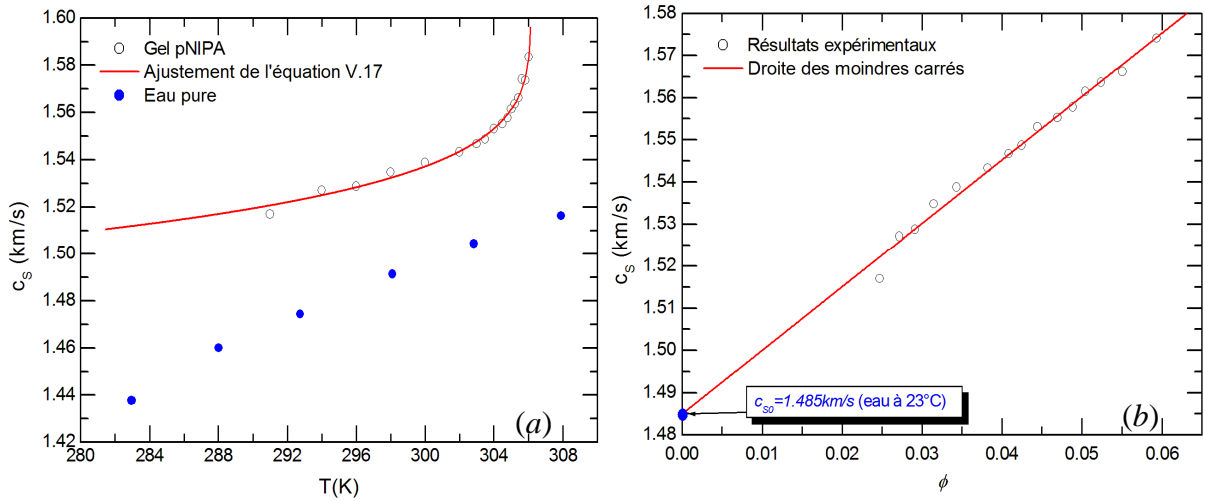 1.60
1.58
1.56
1.54
1.52
1.50
1.48
1.46
1.44
1.42
c_S (km/s)
Gel pNIPA
Ajustement de l'équation V.17
Eau pure
(a)
280 284 288 292 296 300 304 308
T(K)
1.58
1.57
1.56
1.55
1.54
1.53
1.52
1.51
1.50
1.49
1.48
c_S (km/s)
Résultats expérimentaux
Droite des moindres carrés
c_S0=1.485km/s (eau à 23°C)
(b)
0.00 0.01 0.02 0.03 0.04 0.05 0.06
ϕ